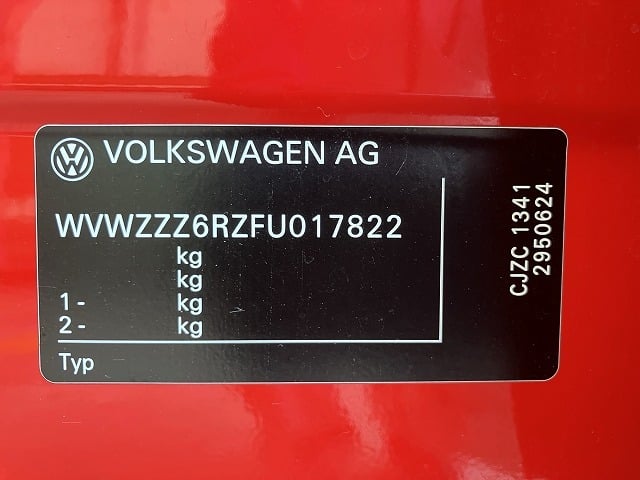 VOLKSWAGEN AG
WVWZZZ6RZFU017822
kg
kg
1- kg
2- kg
Typ
CJZC 1341
2950624